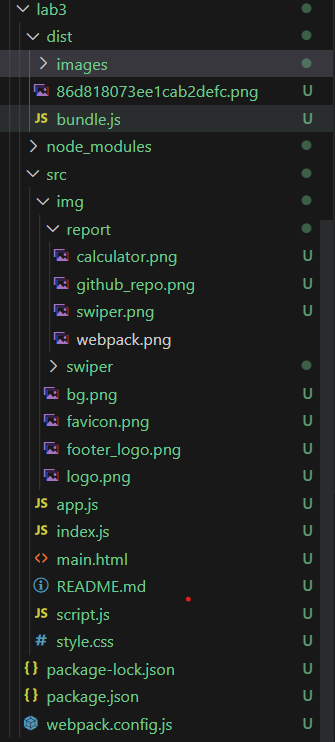 lab3
dist
images
86d818073ee1cab2defc.png U
JS bundle.js U
node_modules
src
img
report
calculator.png U
github_repo.png U
swiper.png U
webpack.png
swiper
bg.png U
favicon.png U
footer_logo.png U
logo.png U
JS app.js U
JS index.js U
<> main.html U
README.md U
JS script.js U
# style.css U
{} package-lock.json U
{} package.json U
webpack.config.js U